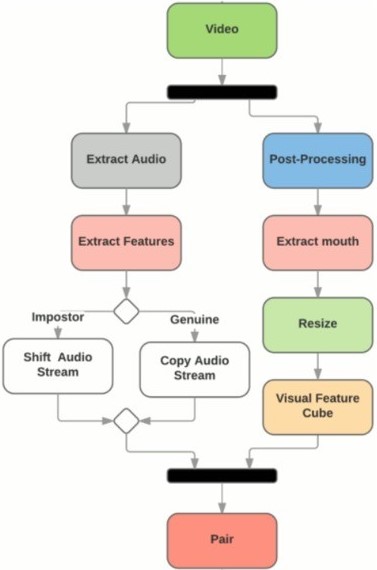 Video
Extract Audio
Post-Processing
Extract Features
Extract mouth
Impostor
Genuine
Resize
Shift Audio
Stream
Copy Audio
Stream
Visual Feature
Cube
Pair